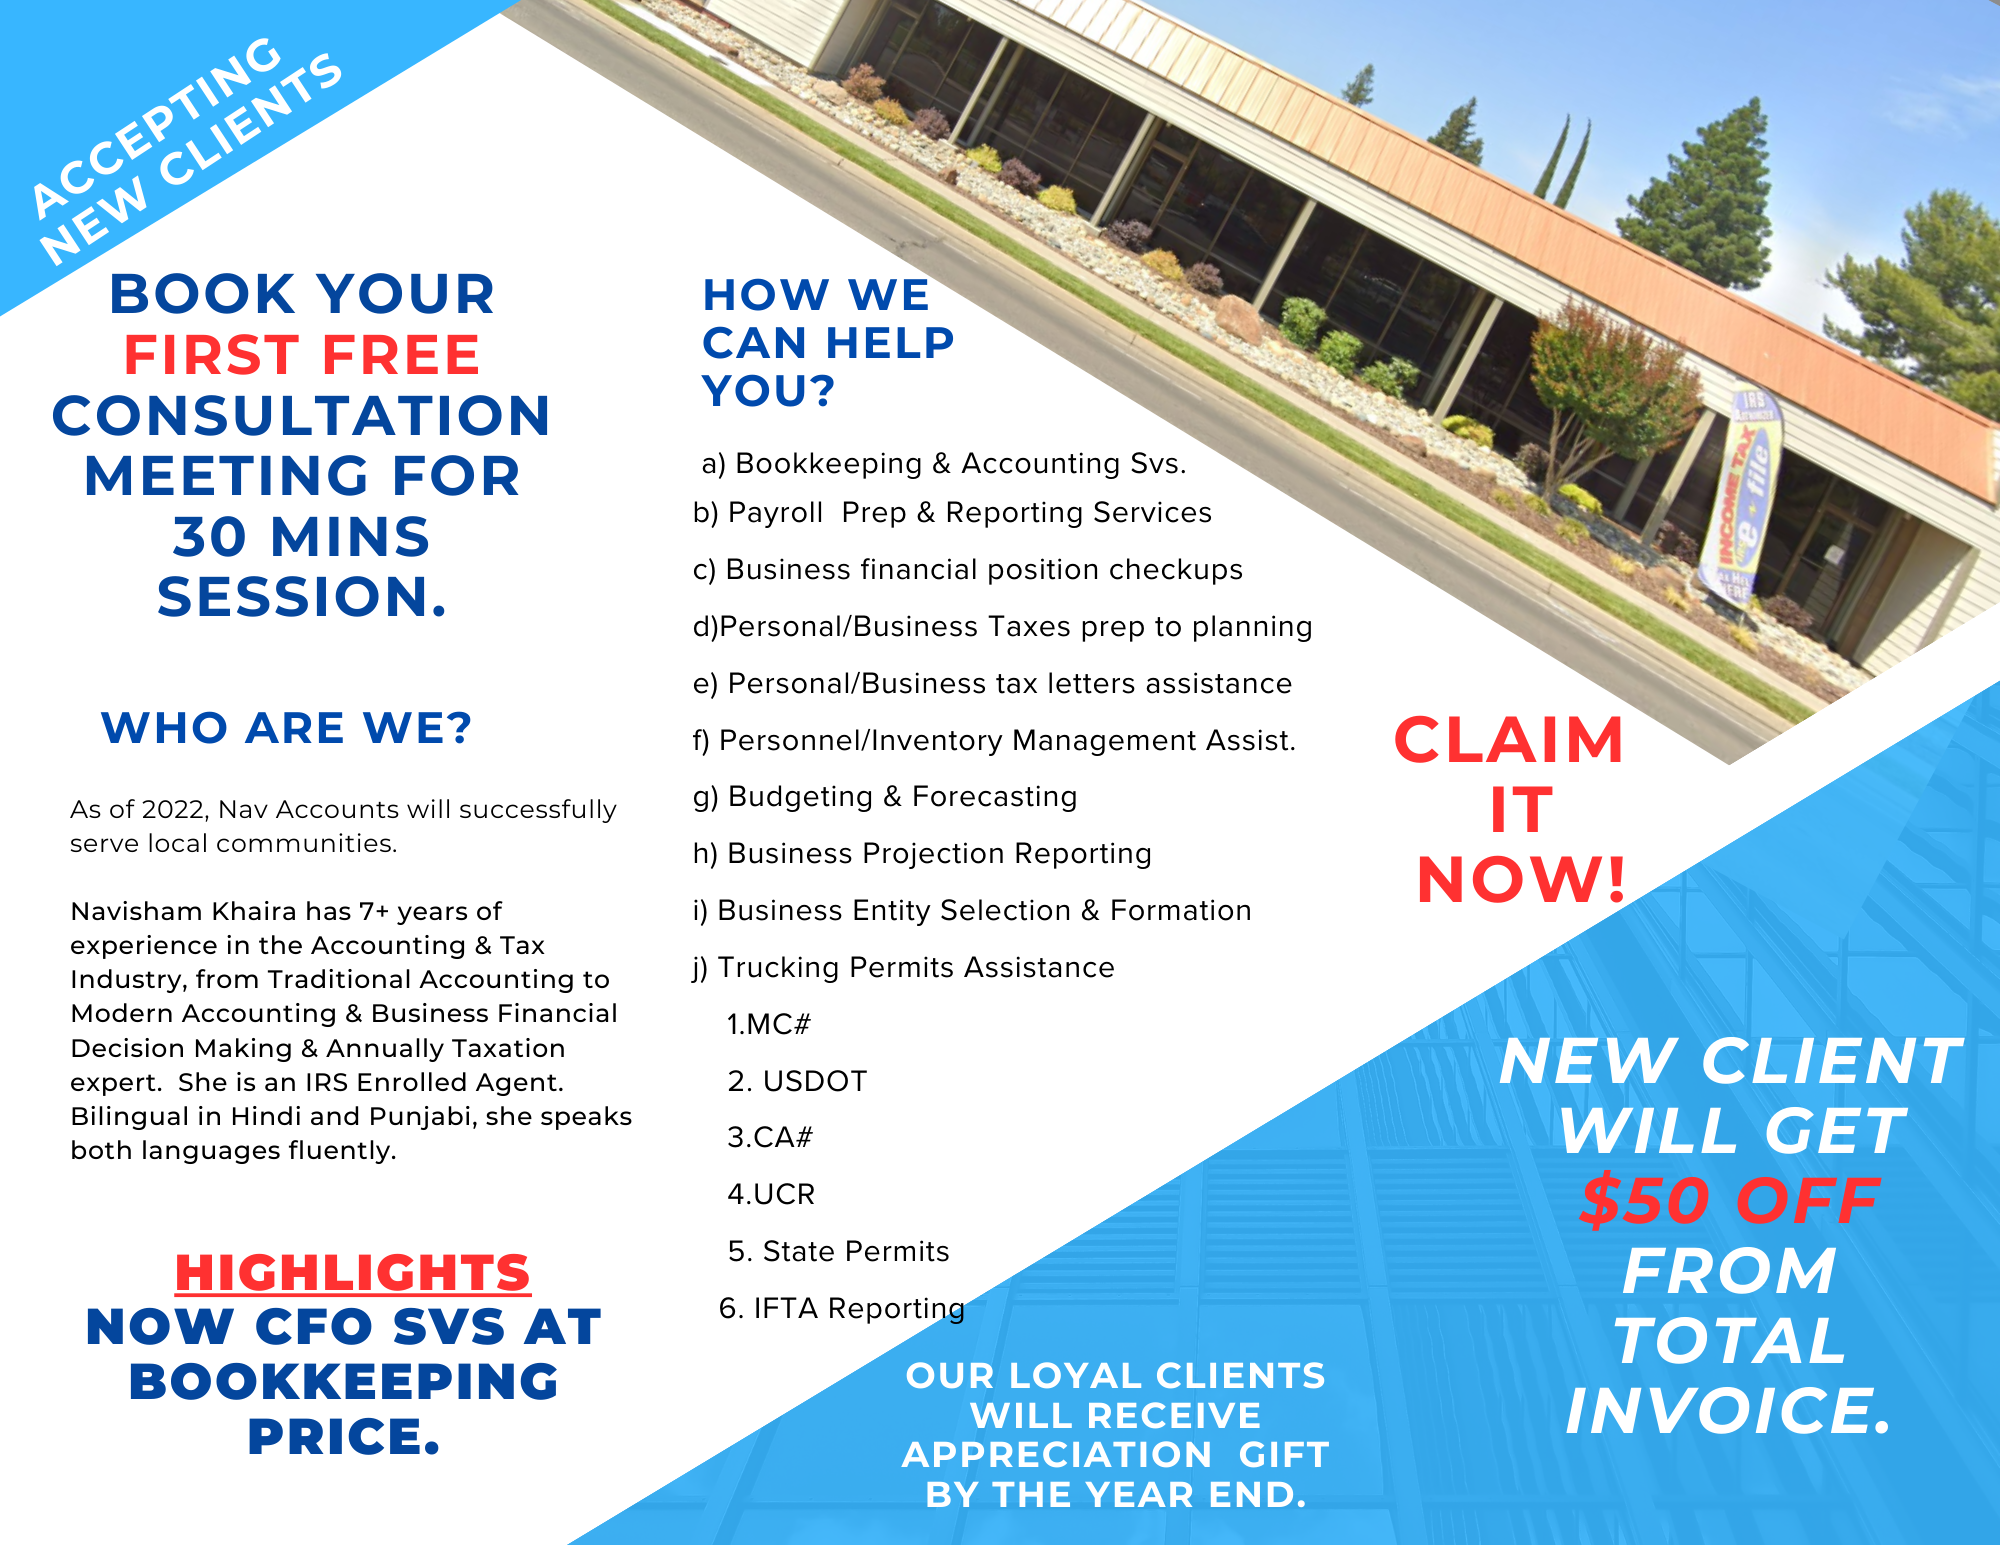 ACCEPTING
NEW CLIENTS
BOOK YOUR
FIRST FREE
CONSULTATION
MEETING FOR
30 MINS
SESSION.
WHO ARE WE?
As of 2022, Nav Accounts will successfully
serve local communities.
Navisham Khaira has 7+ years of
experience in the Accounting & Tax
Industry, from Traditional Accounting to
Modern Accounting & Business Financial
Decision Making & Annually Taxation
expert.  She is an IRS Enrolled Agent.
Bilingual in Hindi and Punjabi, she speaks
both languages fluently.
HIGHLIGHTS
NOW CFO SVS AT
BOOKKEEPING
PRICE.
HOW WE
CAN HELP
YOU?
a) Bookkeeping & Accounting Svs.
b) Payroll  Prep & Reporting Services
c) Business financial position checkups
d)Personal/Business Taxes prep to planning
e) Personal/Business tax letters assistance
f) Personnel/Inventory Management Assist.
g) Budgeting & Forecasting
h) Business Projection Reporting
i) Business Entity Selection & Formation
j) Trucking Permits Assistance
1.MC#
2. USDOT
3.CA#
4.UCR
5. State Permits
6. IFTA Reporting
OUR LOYAL CLIENTS
WILL RECEIVE
APPRECIATION  GIFT
BY THE YEAR END.
IRS
INCOME TAX
e file
CLAIM
IT
NOW!
NEW CLIENT
WILL GET
$50 OFF
FROM
TOTAL
INVOICE.